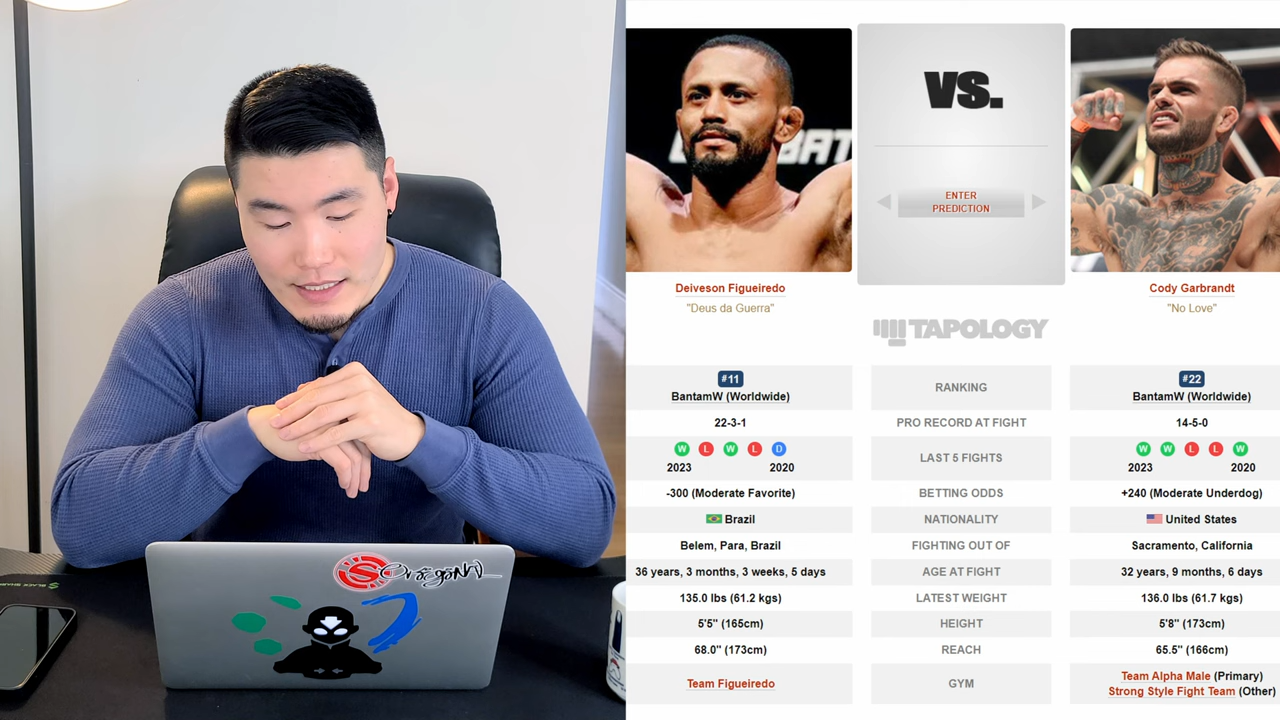 VS.
ENTER
PREDICTION
Deiveson Figueiredo
Cody Garbrandt
"Deus da Guerra"
"No Love"
TAPOLOGY
#11
BantamW (Worldwide)
RANKING
#22
BantamW (Worldwide)
22-3-1
PRO RECORD AT FIGHT
14-5-0
W L W L D
2023 2020
LAST 5 FIGHTS
W W L L W
2023 2020
-300 (Moderate Favorite)
BETTING ODDS
+240 (Moderate Underdog)
Brazil
NATIONALITY
United States
Belem, Para, Brazil
FIGHTING OUT OF
Sacramento, California
36 years, 3 months, 3 weeks, 5 days
AGE AT FIGHT
32 years, 9 months, 6 days
135.0 lbs (61.2 kgs)
LATEST WEIGHT
136.0 lbs (61.7 kgs)
5'5" (165cm)
HEIGHT
5'8" (173cm)
68.0" (173cm)
REACH
65.5" (166cm)
Team Figueiredo
GYM
Team Alpha Male (Primary)
Strong Style Fight Team (Other)